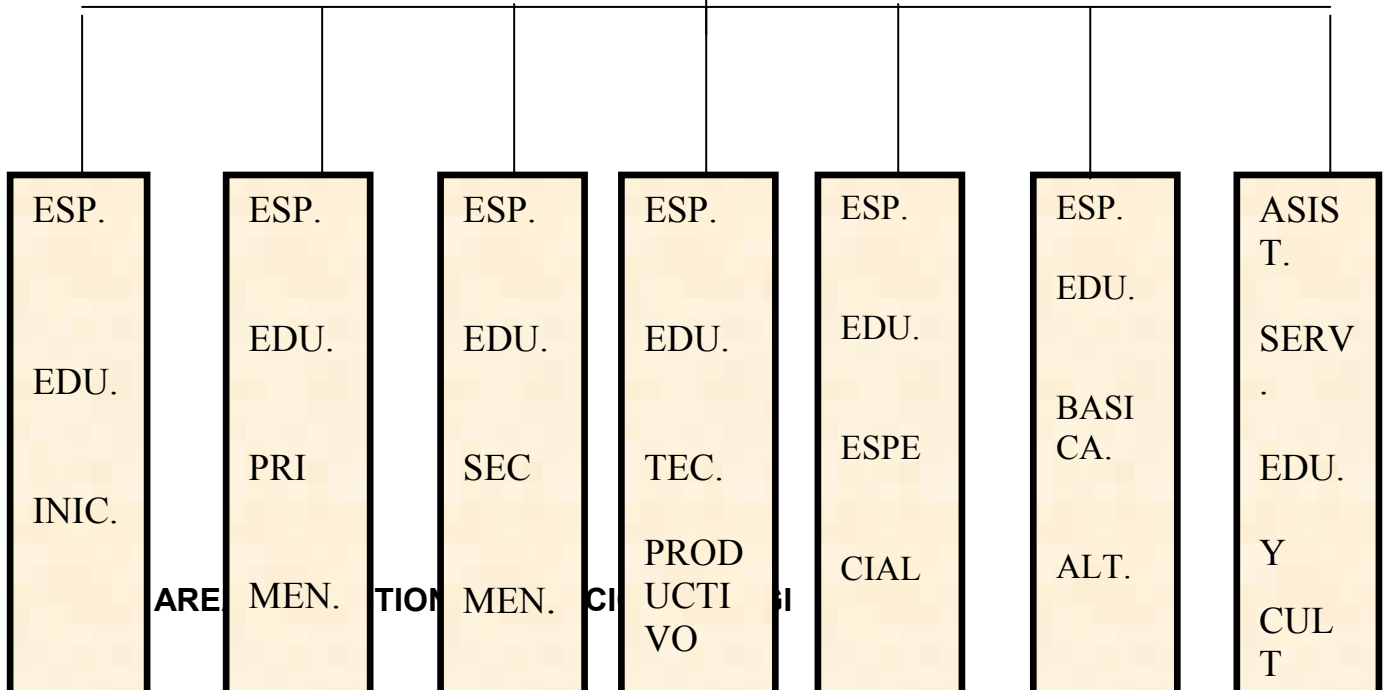 ESP.
EDU.
INIC.
ESP.
EDU.
PRI
MEN.
ESP.
EDU.
SEC
MEN.
ESP.
EDU.
TEC.
PROD
UCTI
VO
ESP.
EDU.
ESPE
CIAL
ESP.
EDU.
BASI
CA.
ALT.
ASIS
T.
SERV
.
EDU.
Y
CUL
T